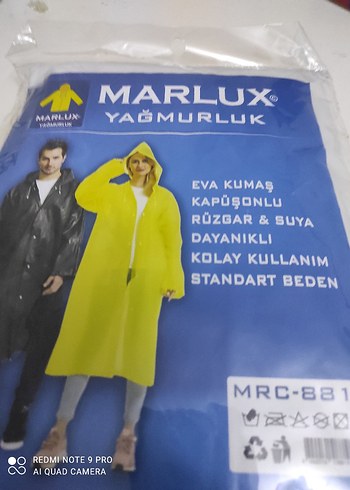 MARLUX©
YAĞMURLUK
MARLUX
YAĞMURLUK
EVA KUMAŞ
KAPÜŞONLU
RÜZGAR & SUYA
DAYANIKLI
KOLAY KULLANIM
STANDART BEDEN
MRC-881
REDMI NOTE 9 PRO
AI QUAD CAMERA